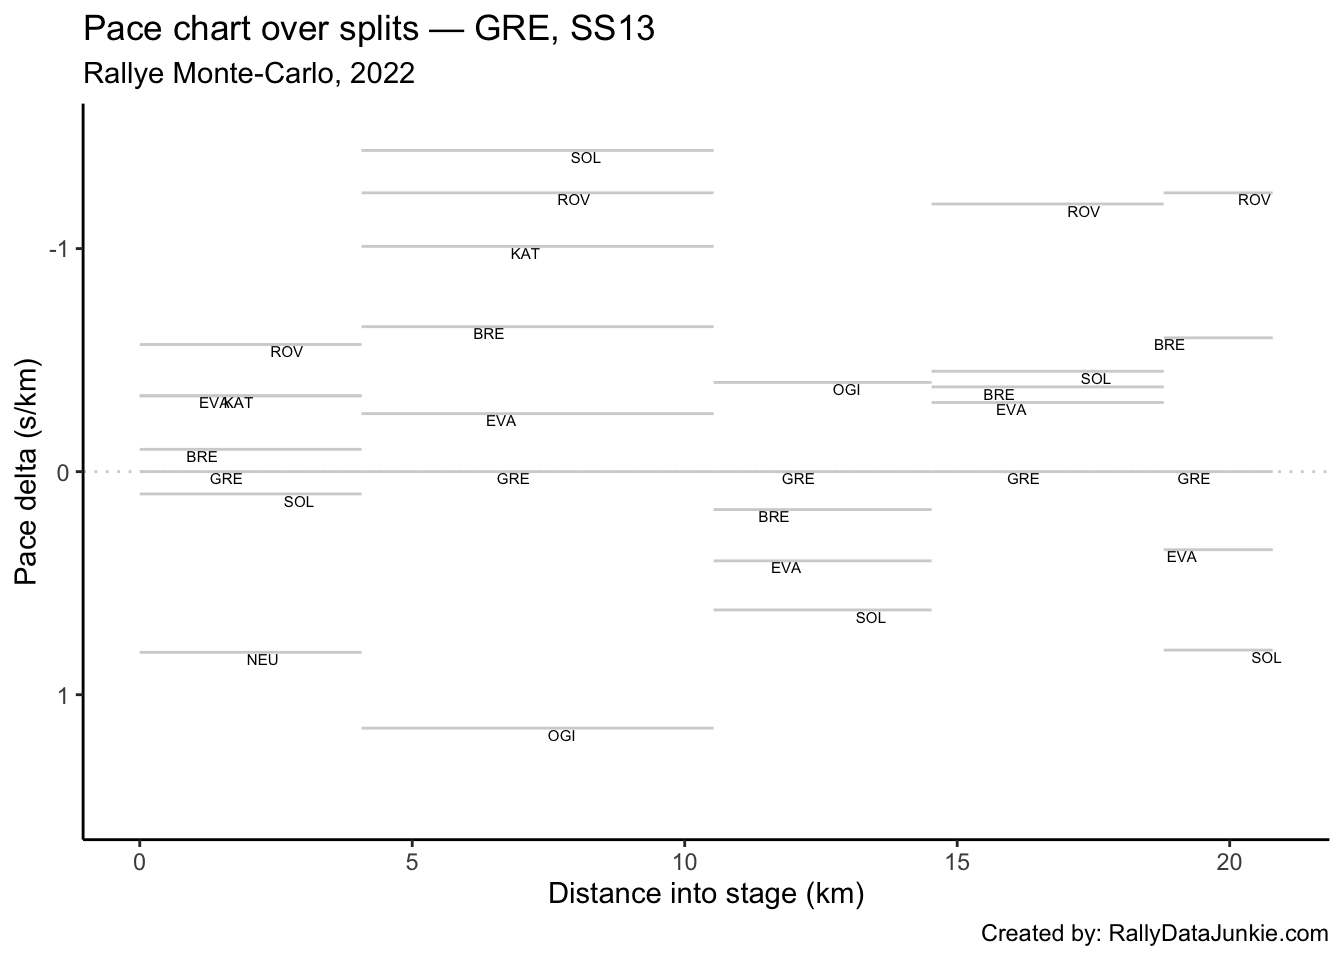 Pace chart over splits — GRE, SS13
Rallye Monte-Carlo, 2022
Pace delta (s/km)
-1
0
1
SOL
ROV
KAT
BRE
EVA
GRE
OGI
ROV
EVA
KAT
BRE
GRE
SOL
NEU
OGI
GRE
BRE
EVA
SOL
ROV
SOL
BRE
EVA
GRE
ROV
BRE
GRE
EVA
SOL
0
5
10
15
20
Distance into stage (km)
Created by: RallyDataJunkie.com